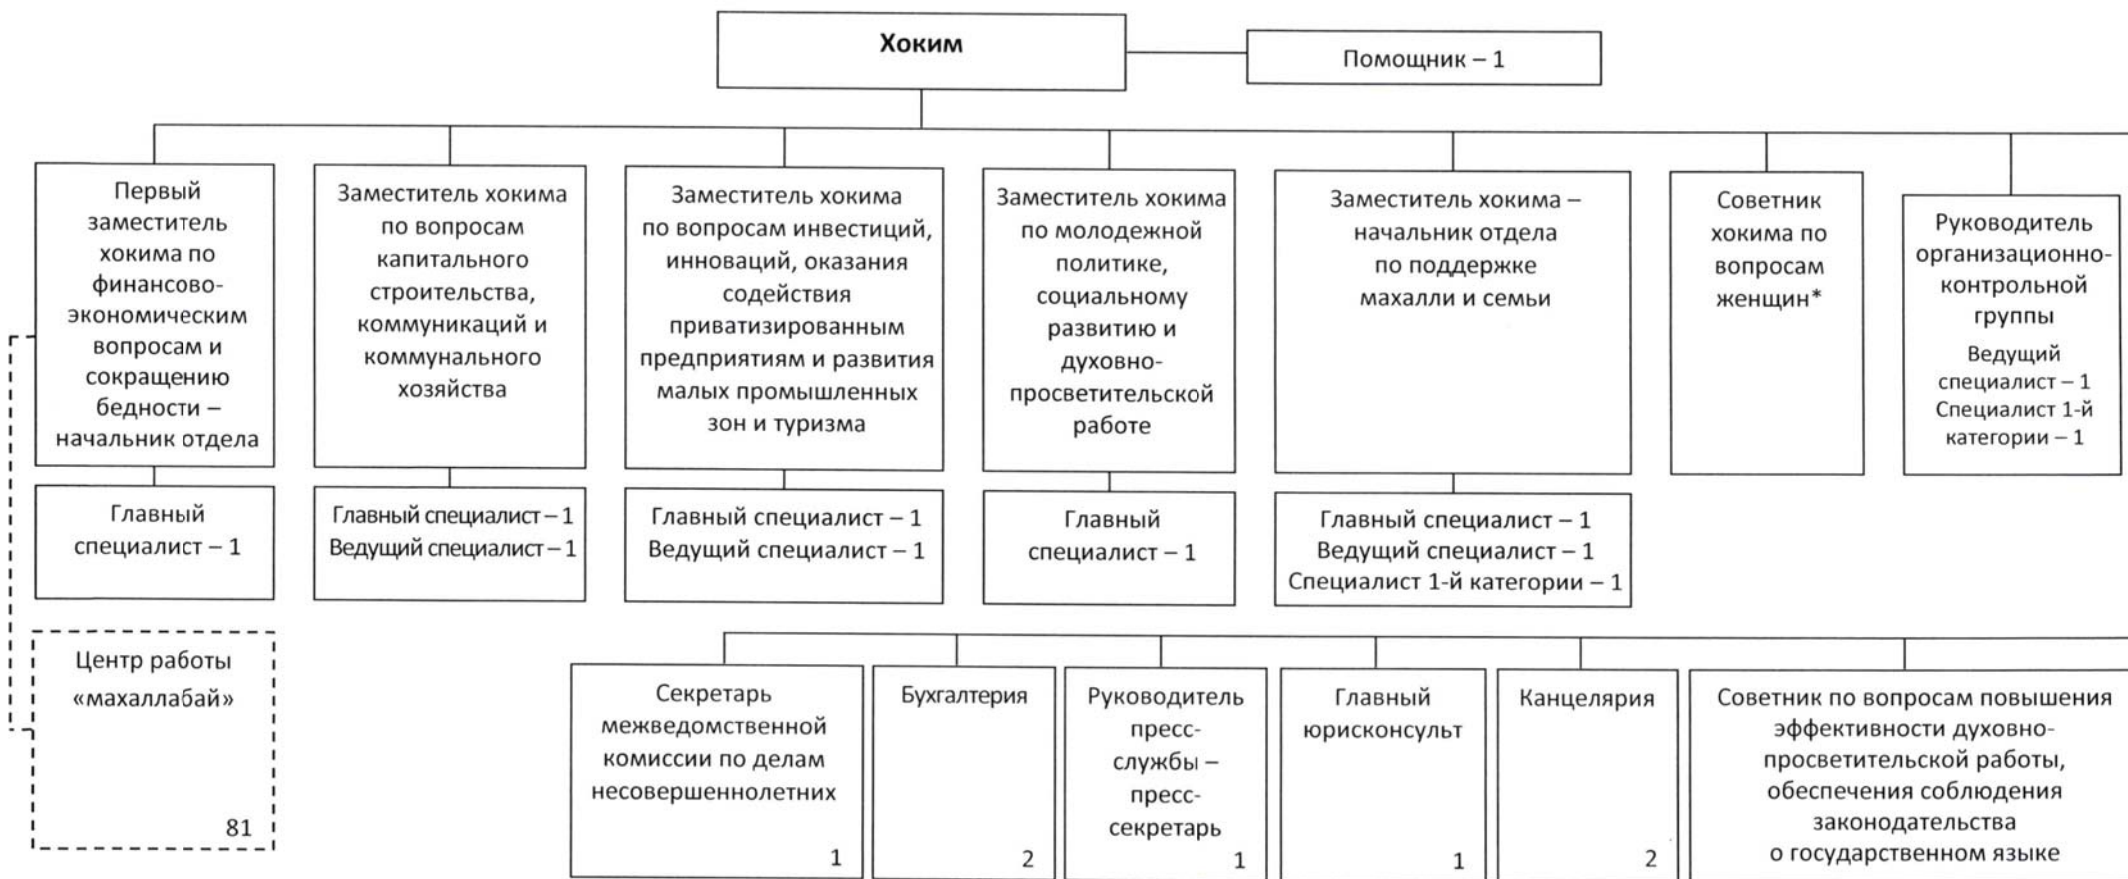 Хоким
Помощник – 1
Первый
заместитель
хокима по
финансово-
экономическим
вопросам и
сокращению
бедности –
начальник отдела
Заместитель хокима
по вопросам
капитального
строительства,
коммуникаций и
коммунального
хозяйства
Заместитель хокима
по вопросам инвестиций,
инноваций, оказания
содействия
приватизированным
предприятиям и развития
малых промышленных
зон и туризма
Заместитель хокима
по молодежной
политике,
социальному
развитию и
духовно-
просветительской
работе
Заместитель хокима –
начальник отдела
по поддержке
махалли и семьи
Советник
хокима по
вопросам
женщин*
Руководитель
организационно-
контрольной
группы
Ведущий
специалист – 1
Специалист 1-й
категории – 1
Главный
специалист – 1
Главный специалист – 1
Ведущий специалист – 1
Главный специалист – 1
Ведущий специалист – 1
Главный
специалист – 1
Главный специалист – 1
Ведущий специалист – 1
Специалист 1-й категории – 1
Центр работы
«махаллабай»
81
Секретарь
межведомственной
комиссии по делам
несовершеннолетних
1
Бухгалтерия
2
Руководитель
пресс-
службы –
пресс-
секретарь
1
Главный
юрисконсульт
1
Канцелярия
2
Советник по вопросам повышения
эффективности духовно-
просветительской работы,
обеспечения соблюдения
законодательства
о государственном языке